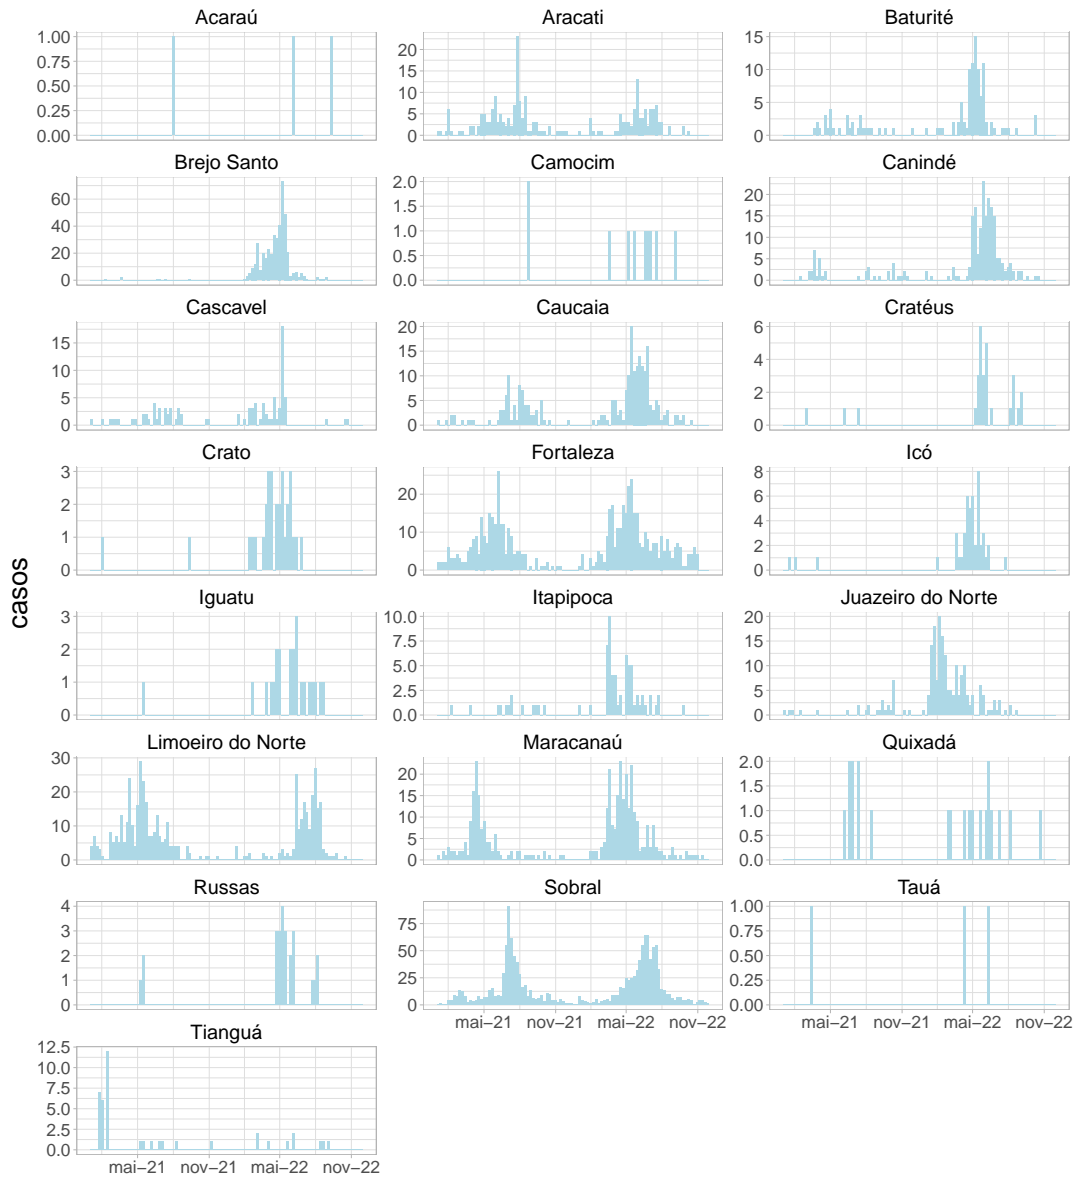 Acaraú Aracati Baturité
1.00 0.75 0.50 0.25 0.00
20 15 10 5 0
15 10 5 0
Brejo Santo Camocim Canindé
60 40 20 0
2.0 1.5 1.0 0.5 0.0
20 15 10 5 0
Cascavel Caucaia Cratéus
15 10 5 0
20 15 10 5 0
6 4 2 0
Crato Fortaleza Icó
3 2 1 0
20 10 0
8 6 4 2 0
casos
Iguatu Itapipoca Juazeiro do Norte
3 2 1 0
10.0 7.5 5.0 2.5 0.0
20 15 10 5 0
Limoeiro do Norte Maracanaú Quixadá
30 20 10 0
20 15 10 5 0
2.0 1.5 1.0 0.5 0.0
Russas Sobral Tauá
4 3 2 1 0
75 50 25 0
1.00 0.75 0.50 0.25 0.00
mai−21 nov−21 mai−22 nov−22
mai−21 nov−21 mai−22 nov−22
Tianguá
12.5 10.0 7.5 5.0 2.5 0.0
mai−21 nov−21 mai−22 nov−22